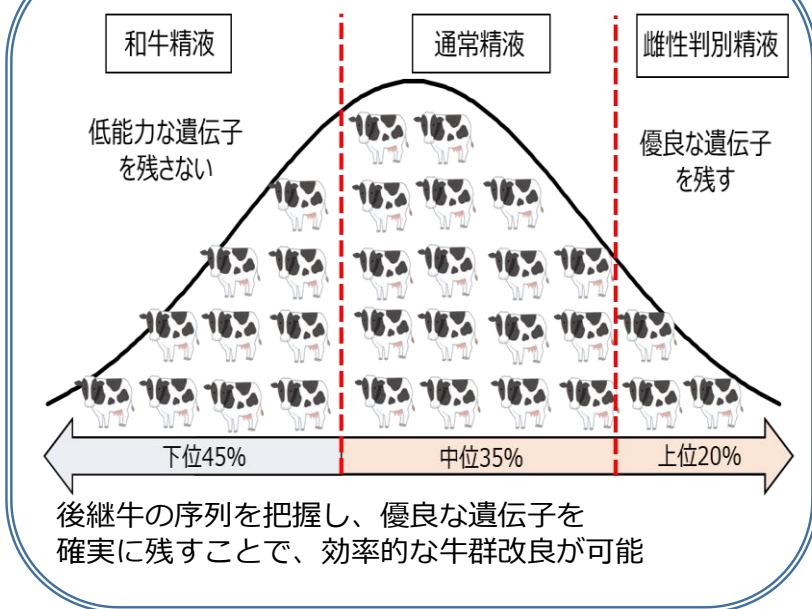 和牛精液
通常精液
雌性判別精液
低能力な遺伝子
を残さない
優良な遺伝子
を残す
下位45%
中位35%
上位20%
後継牛の序列を把握し、優良な遺伝子を
確実に残すことで、効率的な牛群改良が可能